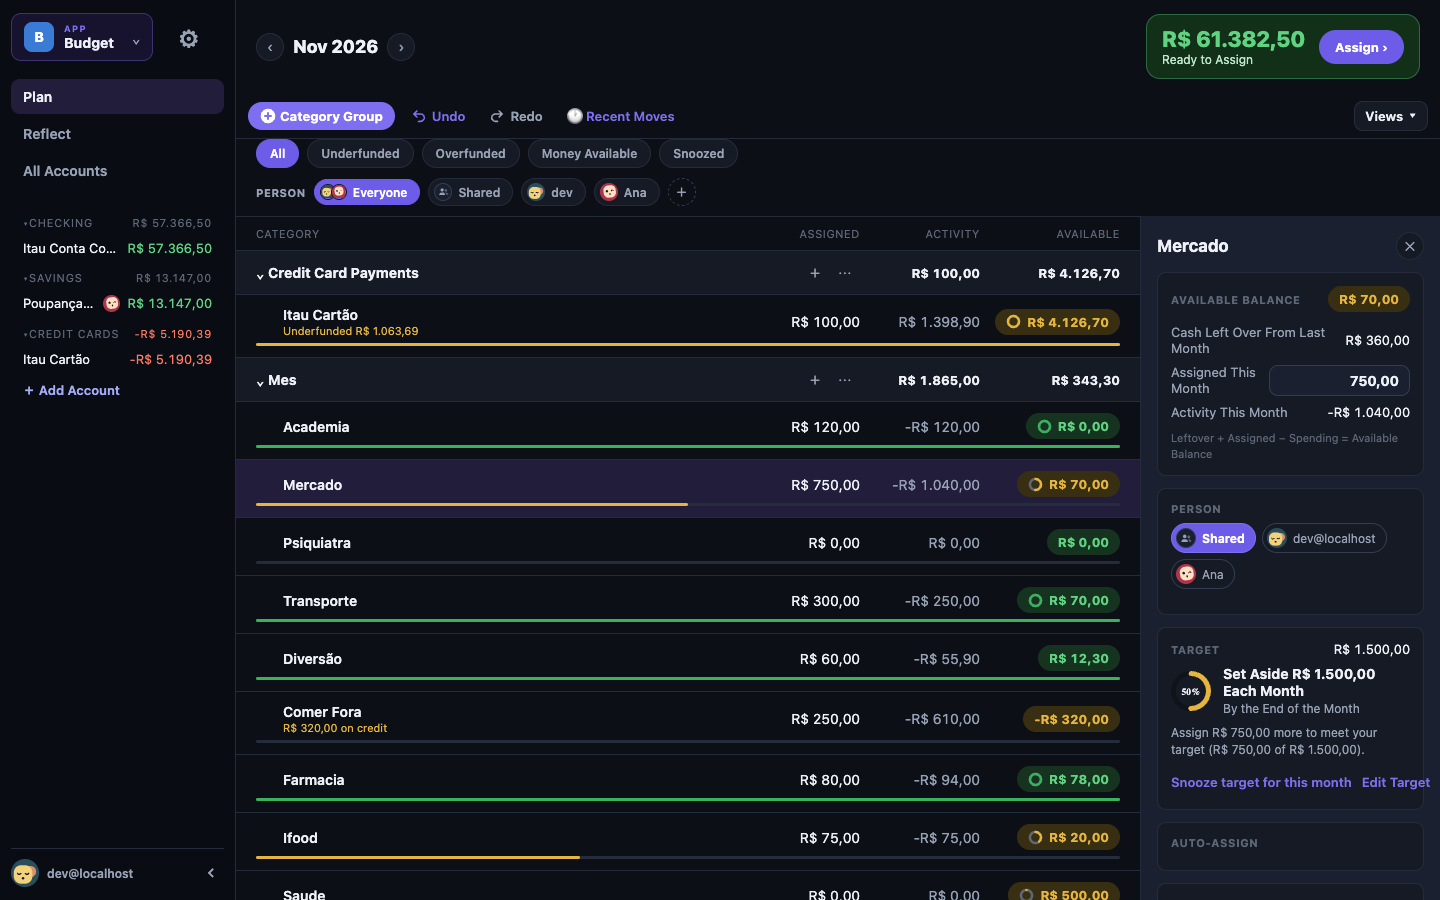 B
APP
Budget
Plan
Reflect
All Accounts
CHECKING R$ 57.366,50
Itau Conta Co... R$ 57.366,50
SAVINGS R$ 13.147,00
Poupança... R$ 13.147,00
CREDIT CARDS -R$ 5.190,39
Itau Cartão -R$ 5.190,39
+ Add Account
dev@localhost
Nov 2026
R$ 61.382,50
Ready to Assign
Assign ›
Category Group
Undo
Redo
Recent Moves
Views
All
Underfunded
Overfunded
Money Available
Snoozed
PERSON
Everyone
Shared
dev
Ana
+
CATEGORY ASSIGNED ACTIVITY AVAILABLE
Credit Card Payments + ... R$ 100,00 R$ 4.126,70
Itau Cartão R$ 100,00 R$ 1.398,90 R$ 4.126,70
Underfunded R$ 1.063,69
Mes + ... R$ 1.865,00 R$ 343,30
Academia R$ 120,00 -R$ 120,00 R$ 0,00
Mercado R$ 750,00 -R$ 1.040,00 R$ 70,00
Psiquiatra R$ 0,00 R$ 0,00 R$ 0,00
Transporte R$ 300,00 -R$ 250,00 R$ 70,00
Diversão R$ 60,00 -R$ 55,90 R$ 12,30
Comer Fora R$ 250,00 -R$ 610,00 -R$ 320,00
R$ 320,00 on credit
Farmacia R$ 80,00 -R$ 94,00 R$ 78,00
Ifood R$ 75,00 -R$ 75,00 R$ 20,00
Saude R$ 0,00 R$ 0,00 R$ 500,00
Mercado
AVAILABLE BALANCE R$ 70,00
Cash Left Over From Last
Month R$ 360,00
Assigned This
Month 750,00
Activity This Month -R$ 1.040,00
Leftover + Assigned − Spending = Available
Balance
PERSON
Shared
dev@localhost
Ana
TARGET R$ 1.500,00
50%
Set Aside R$ 1.500,00
Each Month
By the End of the Month
Assign R$ 750,00 more to meet your
target (R$ 750,00 of R$ 1.500,00).
Snooze target for this month Edit Target
AUTO-ASSIGN